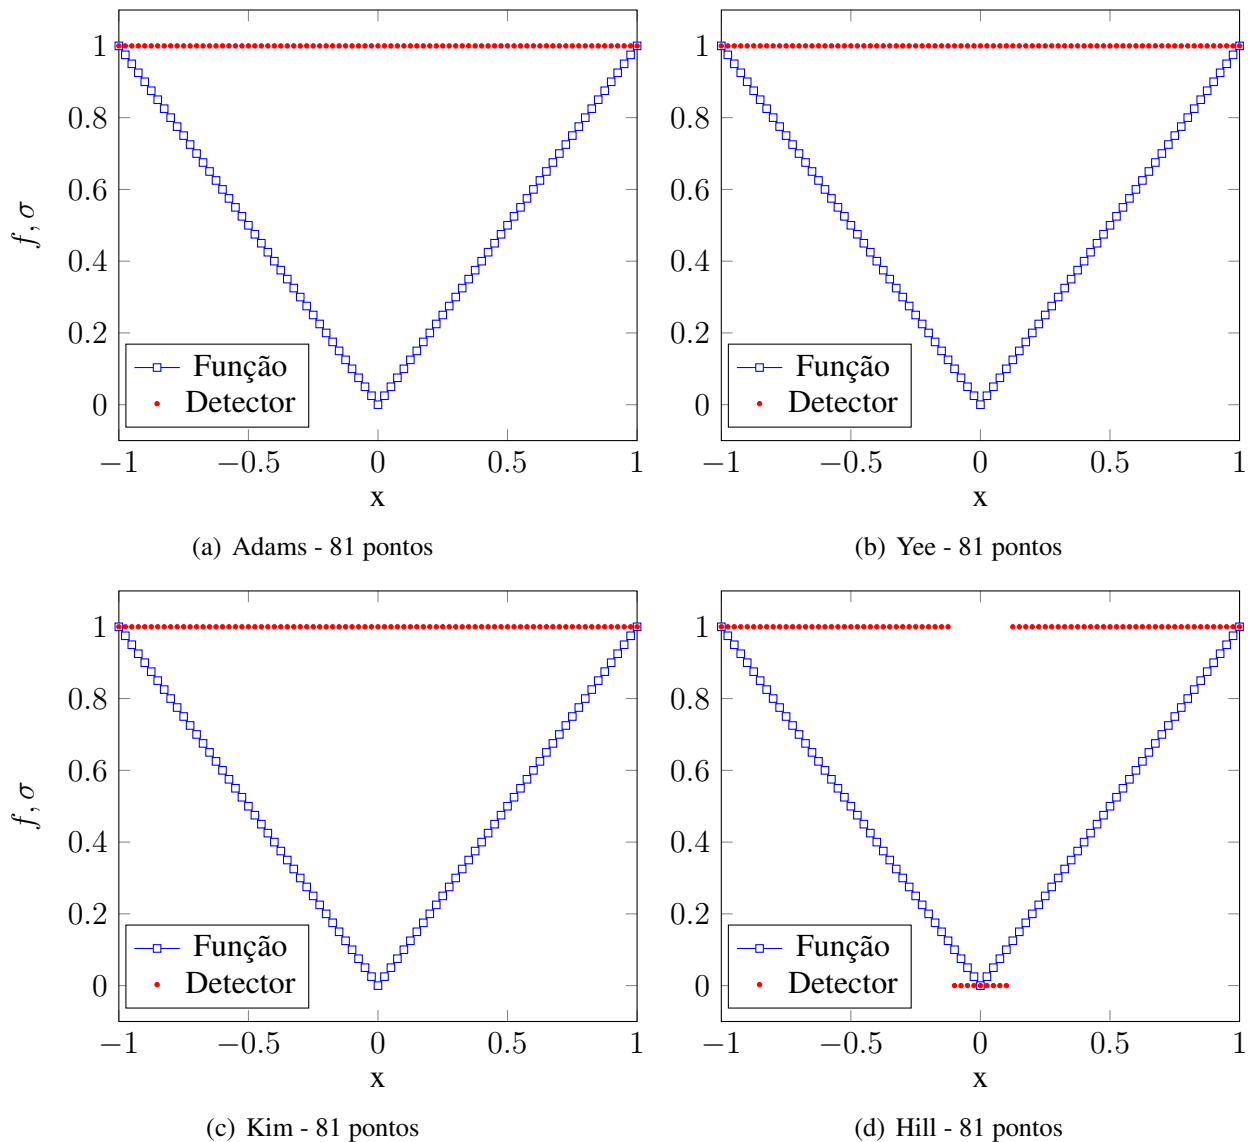 1
0.8
0.6
0.4
0.2
0
f, σ
Função
Detector
−1
−0.5
0
0.5
1
x
(a) Adams - 81 pontos
1
0.8
0.6
0.4
0.2
0
Função
Detector
−1
−0.5
0
0.5
1
x
(b) Yee - 81 pontos
1
0.8
0.6
0.4
0.2
0
f, σ
Função
Detector
−1
−0.5
0
0.5
1
x
(c) Kim - 81 pontos
1
0.8
0.6
0.4
0.2
0
Função
Detector
−1
−0.5
0
0.5
1
x
(d) Hill - 81 pontos